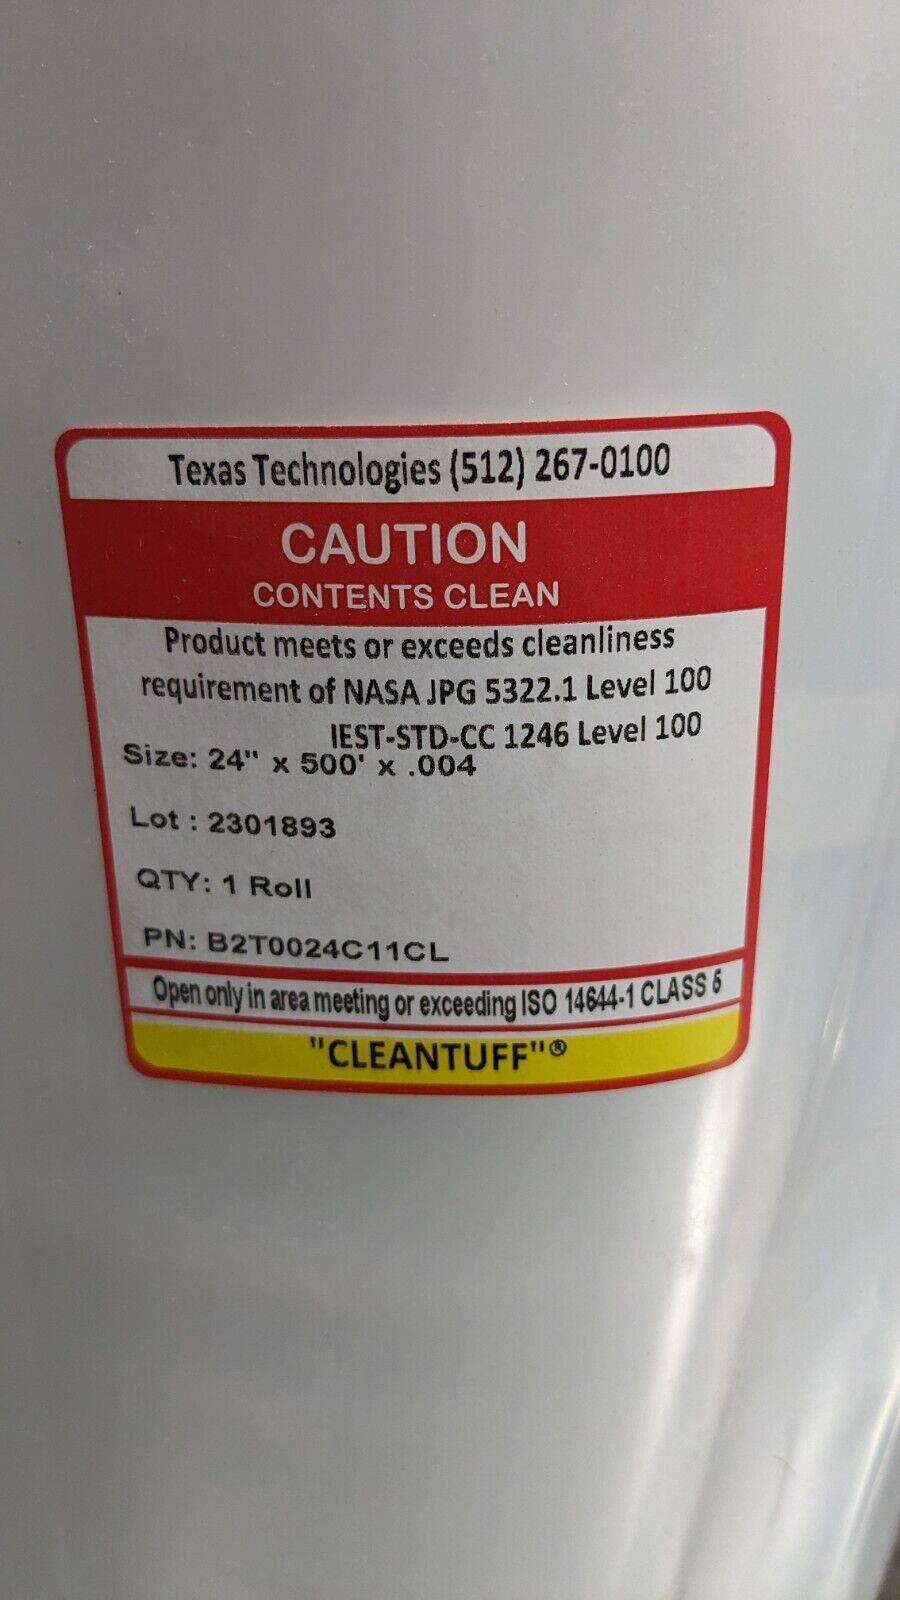 Texas Technologies (512) 267-0100
CAUTION
CONTENTS CLEAN
Product meets or exceeds cleanliness
requirement of NASA JPG 5322.1 Level 100
IEST-STD-CC 1246 Level 100
Size: 24" x 500' x .004
Lot : 2301893
QTY: 1 Roll
PN: B2T0024C11CL
Open only in area meeting or exceeding ISO 14644-1 CLASS 5
"CLEANTUFF"®